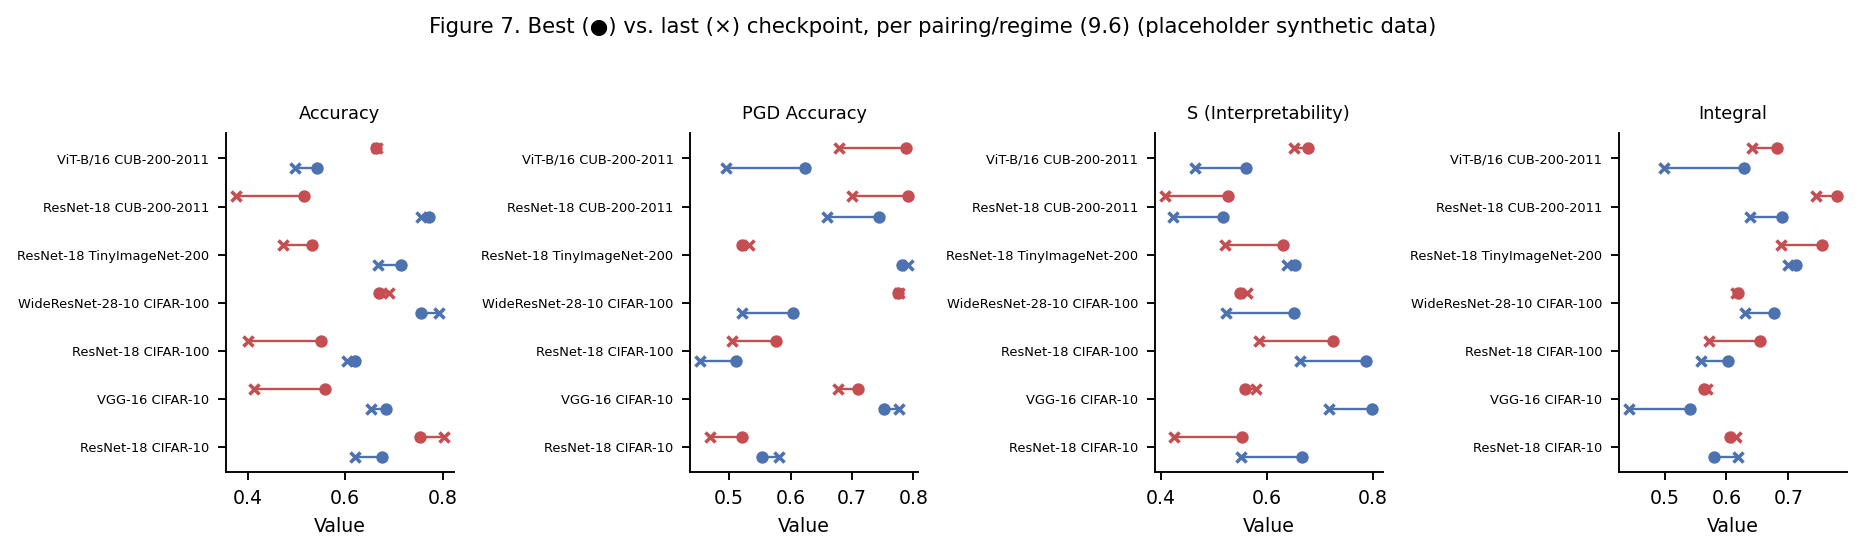 Figure 7. Best (●) vs. last (×) checkpoint, per pairing/regime (9.6) (placeholder synthetic data)
Accuracy
ViT-B/16 CUB-200-2011
ResNet-18 CUB-200-2011
ResNet-18 TinyImageNet-200
WideResNet-28-10 CIFAR-100
ResNet-18 CIFAR-100
VGG-16 CIFAR-10
ResNet-18 CIFAR-10
0.4 0.6 0.8
Value
PGD Accuracy
ViT-B/16 CUB-200-2011
ResNet-18 CUB-200-2011
ResNet-18 TinyImageNet-200
WideResNet-28-10 CIFAR-100
ResNet-18 CIFAR-100
VGG-16 CIFAR-10
ResNet-18 CIFAR-10
0.5 0.6 0.7 0.8
Value
S (Interpretability)
ViT-B/16 CUB-200-2011
ResNet-18 CUB-200-2011
ResNet-18 TinyImageNet-200
WideResNet-28-10 CIFAR-100
ResNet-18 CIFAR-100
VGG-16 CIFAR-10
ResNet-18 CIFAR-10
0.4 0.6 0.8
Value
Integral
ViT-B/16 CUB-200-2011
ResNet-18 CUB-200-2011
ResNet-18 TinyImageNet-200
WideResNet-28-10 CIFAR-100
ResNet-18 CIFAR-100
VGG-16 CIFAR-10
ResNet-18 CIFAR-10
0.5 0.6 0.7
Value